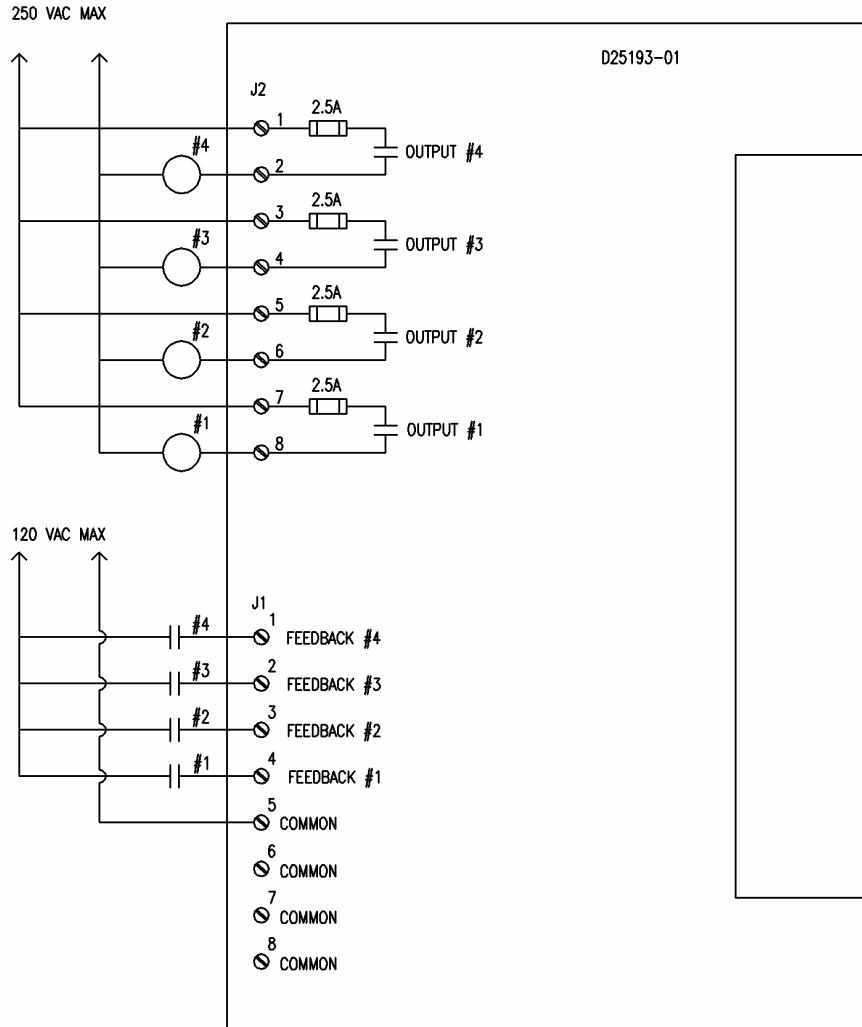 250 VAC MAX
D25193-01
J2
1
2.5A
#4
OUTPUT #4
2
3
2.5A
#3
OUTPUT #3
4
5
2.5A
#2
OUTPUT #2
6
7
2.5A
#1
OUTPUT #1
8
120 VAC MAX
J1
1
#4
FEEDBACK #4
2
#3
FEEDBACK #3
3
#2
FEEDBACK #2
4
#1
FEEDBACK #1
5
COMMON
6
COMMON
7
COMMON
8
COMMON